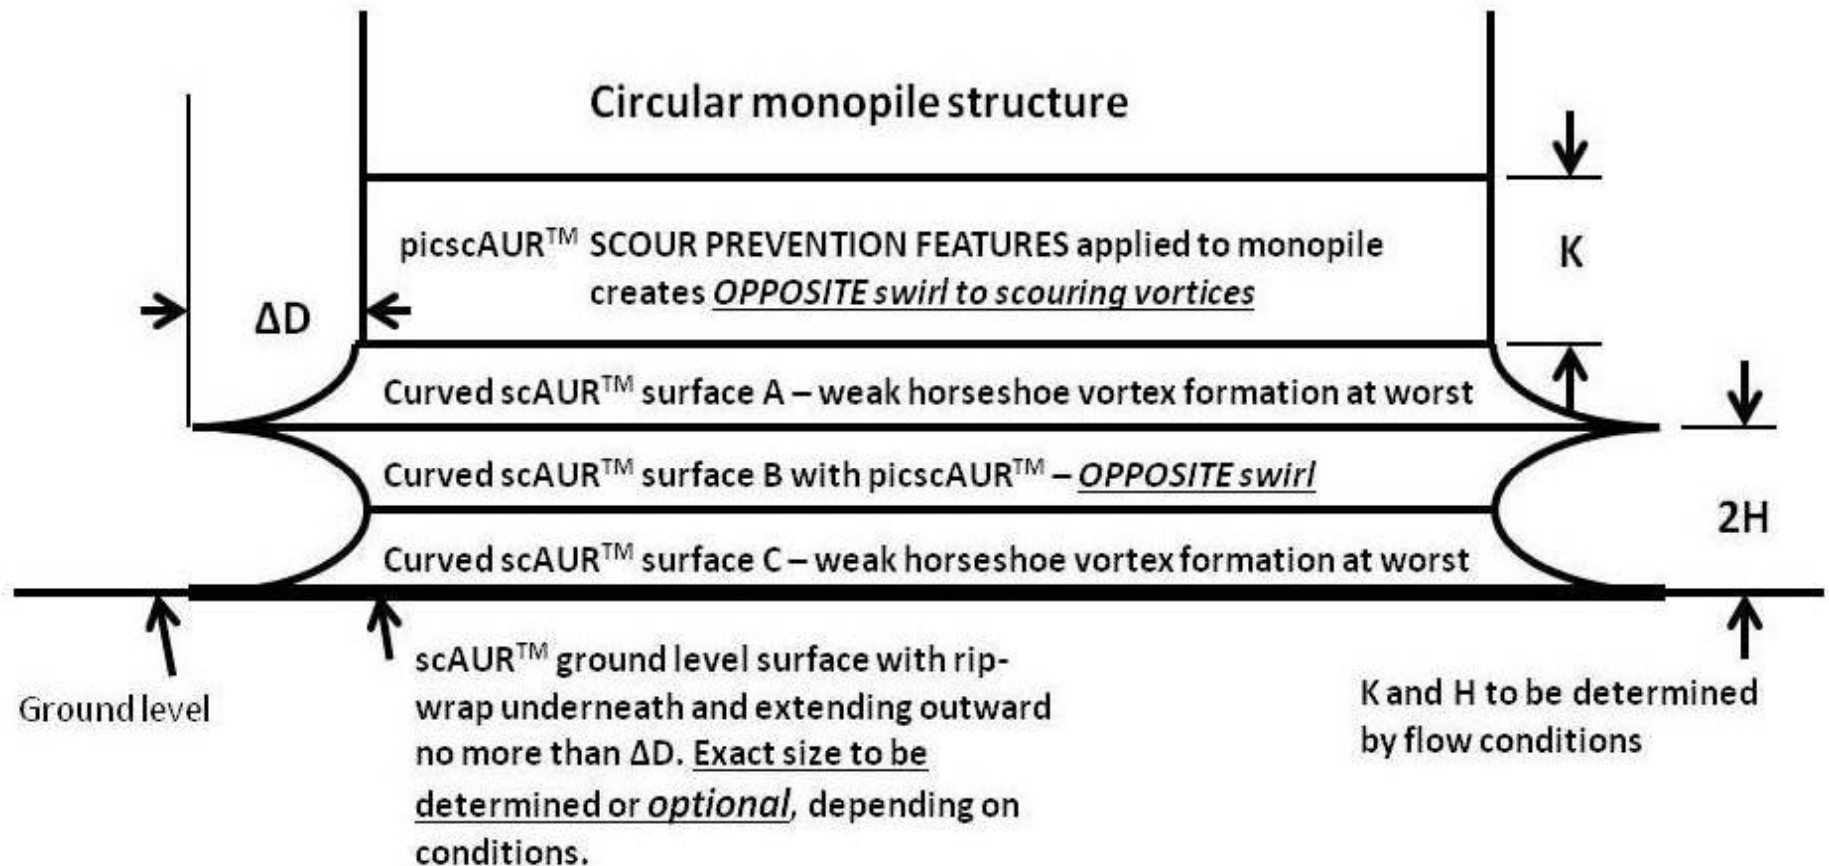 Circular monopile structure
picscAUR™ SCOUR PREVENTION FEATURES applied to monopile
creates OPPOSITE swirl to scouring vortices
K
ΔD
Curved scAUR™ surface A – weak horseshoe vortex formation at worst
Curved scAUR™ surface B with picscAUR™ – OPPOSITE swirl
2H
Curved scAUR™ surface C – weak horseshoe vortex formation at worst
Ground level
scAUR™ ground level surface with rip-
wrap underneath and extending outward
no more than ΔD. Exact size to be
determined or optional, depending on
conditions.
K and H to be determined
by flow conditions